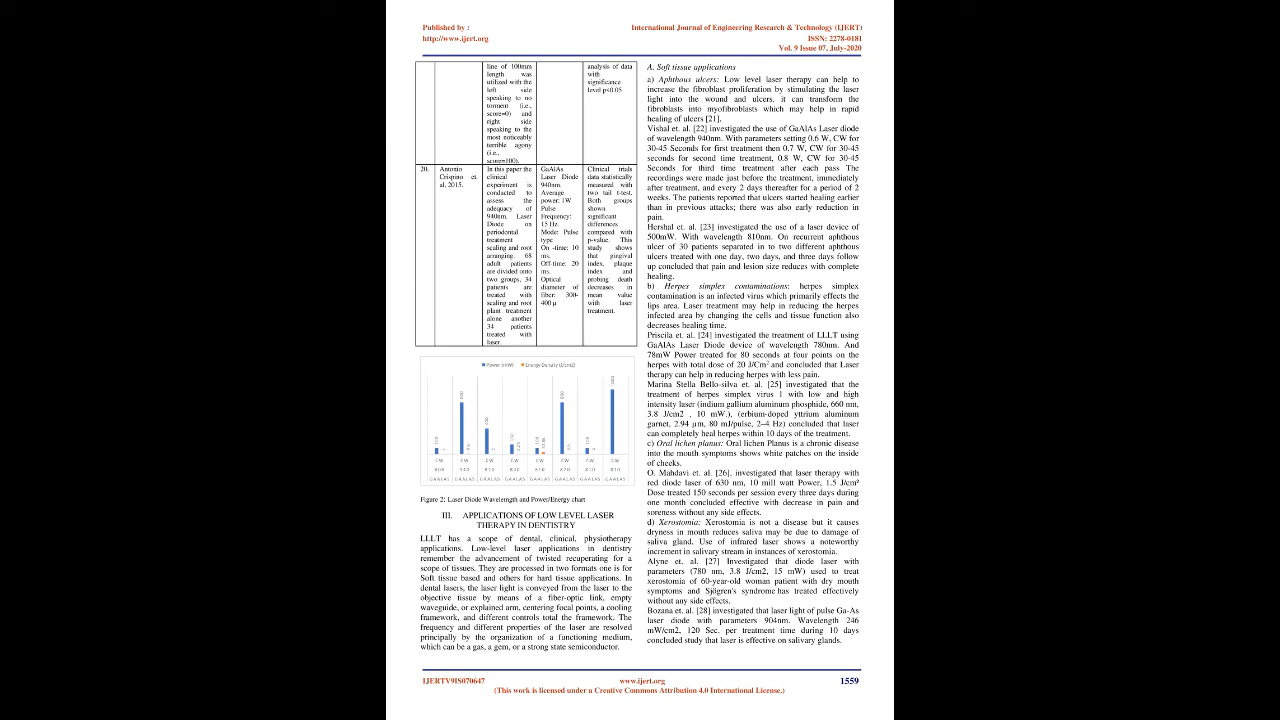 Published by :
http://www.ijert.org
International Journal of Engineering Research & Technology (IJERT)
ISSN: 2278-0181
Vol. 9 Issue 07, July-2020
line of 100mm
length was
utilized with the
left side
speaking to no
torment (i.e.,
score=0) and
right side
speaking to the
most noticeably
terrible agony
(i.e.,
score=100).
analysis of data
with
significance
level p<0.05
20.
Antonio
Crispino et.
al, 2015.
In this paper the
clinical
experiment is
conducted to
assess the
adequacy of
940nm. Laser
Diode on
periodontal
treatment
scaling and root
arranging. 68
adult patients
are divided onto
two groups, 34
patients are
treated with
scaling and root
plant treatment
alone another
34 patients
treated with
laser.
GaAlAs
Laser Diode
940nm.
Average
power: 1W
Pulse
Frequency:
15 Hz.
Mode: Pulse
type
On -time: 10
ms.
Off-time: 20
ms.
Optical
diameter of
fiber: 300-
400 μ
Clinical trials
data statistically
measured with
two tail t-test.
Both groups
shown
significant
differences
compared with
p-value. This
study shows
that gingival
index, plaque
index and
probing death
decreases in
mean value
with laser
treatment.
Power (mW) Energy Density (J/cm2)
CW CW CW CW CW CW CW CW
GAALAS GAALAS GAALAS GAALAS GAALAS GAALAS GAALAS GAALAS
Figure 2: Laser Diode Wavelemgth and Power/Energy chart
III. APPLICATIONS OF LOW LEVEL LASER
THERAPY IN DENTISTRY
LLLT has a scope of dental, clinical, physiotherapy
applications. Low-level laser applications in dentistry
remember the advancement of twisted recuperating for a
scope of tissues. They are processed in two formats one is for
Soft tissue based and others for hard tissue applications. In
dental lasers, the laser light is conveyed from the laser to the
objective tissue by means of a fiber-optic link, empty
waveguide, or explained arm, centering focal points, a cooling
framework, and different controls total the framework. The
frequency and different properties of the laser are resolved
principally by the organization of a functioning medium,
which can be a gas, a gem, or a strong state semiconductor.
A. Soft tissue applications
a) Aphthous ulcers: Low level laser therapy can help to
increase the fibroblast proliferation by stimulating the laser
light into the wound and ulcers. it can transform the
fibroblasts into myofibroblasts which may help in rapid
healing of ulcers [21].
Vishal et. al. [22] investigated the use of GaAlAs Laser diode
of wavelength 940nm. With parameters setting 0.6 W, CW for
30-45 Seconds for first treatment then 0.7 W, CW for 30-45
seconds for second time treatment, 0.8 W, CW for 30-45
Seconds for third time treatment after each pass The
recordings were made just before the treatment, immediately
after treatment, and every 2 days thereafter for a period of 2
weeks. The patients reported that ulcers started healing earlier
than in previous attacks; there was also early reduction in
pain.
Hershal et. al. [23] investigated the use of a laser device of
500mW. With wavelength 810nm. On recurrent aphthous
ulcer of 30 patients separated in to two different aphthous
ulcers treated with one day, two days, and three days follow
up concluded that pain and lesion size reduces with complete
healing.
b) Herpes simplex contaminations: herpes simplex
contamination is an infected virus which primarily effects the
lips area. Laser treatment may help in reducing the herpes
infected area by changing the cells and tissue function also
decreases healing time.
Priscila et. al. [24] investigated the treatment of LLLT using
GaAlAs Laser Diode device of wavelength 780nm. And
78mW Power treated for 80 seconds at four points on the
herpes with total dose of 20 J/Cm² and concluded that Laser
therapy can help in reducing herpes with less pain.
Marina Stella Bello-silva et. al. [25] investigated that the
treatment of herpes simplex virus 1 with low and high
intensity laser (indium gallium aluminum phosphide, 660 nm,
3.8 J/cm2 , 10 mW.), (erbium-doped yttrium aluminum
garnet, 2.94 μm, 80 mJ/pulse, 2–4 Hz) concluded that laser
can completely heal herpes within 10 days of the treatment.
c) Oral lichen planus: Oral lichen Planus is a chronic disease
into the mouth symptoms shows white patches on the inside
of cheeks.
O. Mahdavi et. al. [26], investigated that laser therapy with
red diode laser of 630 nm, 10 mill watt Power, 1.5 J/cm²
Dose treated 150 seconds per session every three days during
one month concluded effective with decrease in pain and
soreness without any side effects.
d) Xerostomia: Xerostomia is not a disease but it causes
dryness in mouth reduces saliva may be due to damage of
saliva gland. Use of infrared laser shows a noteworthy
increment in salivary stream in instances of xerostomia.
Alyne et. al. [27] Investigated that diode laser with
parameters (780 nm, 3.8 J/cm2, 15 mW) used to treat
xerostomia of 60-year-old woman patient with dry mouth
symptoms and Sjögren's syndrome has treated effectively
without any side effects.
Bozana et. al. [28] investigated that laser light of pulse Ga-As
laser diode with parameters 904nm. Wavelength 246
mW/cm2, 120 Sec. per treatment time during 10 days
concluded study that laser is effective on salivary glands.
IJERTV9IS070647
www.ijert.org
(This work is licensed under a Creative Commons Attribution 4.0 International License.)
1559